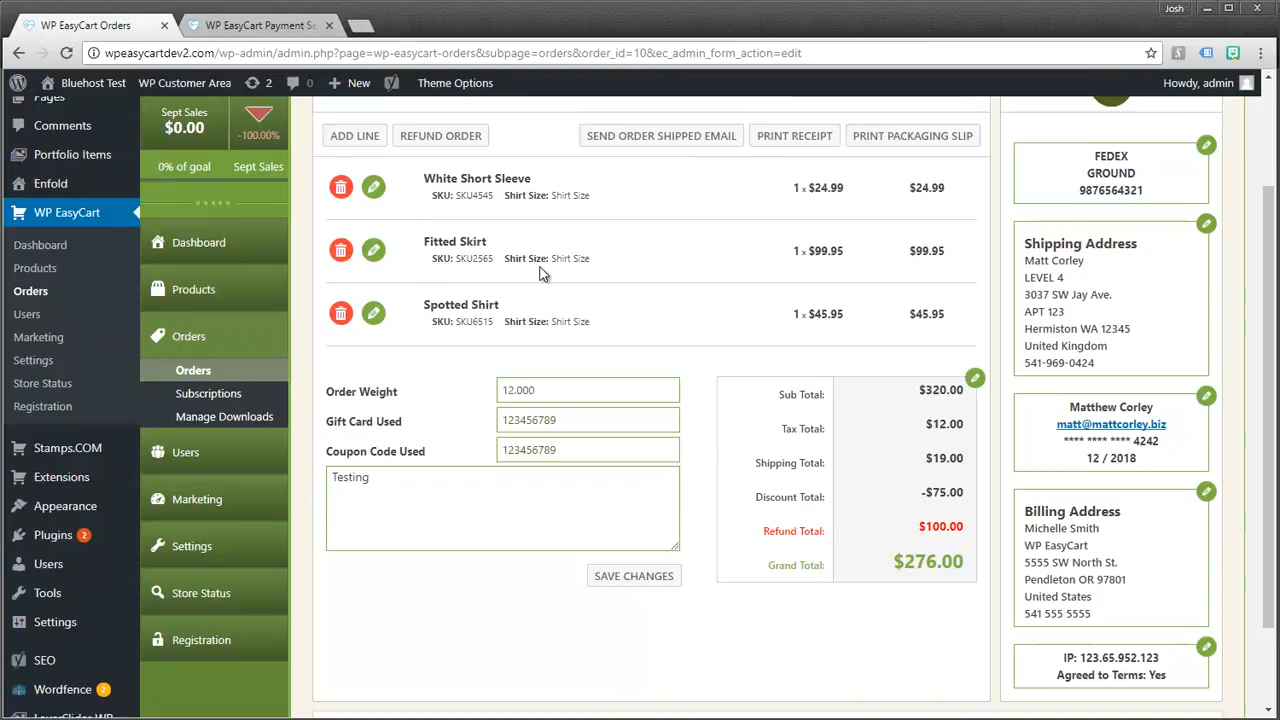 Josh
WP EasyCart Orders
WP EasyCart Payment Se
wpeasycartdev2.com/wp-admin/admin.php?page=wp-easycart-orders&subpage=orders&order_id=10&ec_admin_form_action=edit
Bluehost Test
WP Customer Area
2
0
New
Theme Options
Howdy, admin
Pages
Comments
Portfolio Items
Enfold
WP EasyCart
Dashboard
Products
Orders
Users
Marketing
Settings
Store Status
Registration
Stamps.COM
Extensions
Appearance
Plugins 2
Users
Tools
Settings
SEO
Wordfence 2
LayerSlider WP
Sept Sales
$0.00
-100.00%
0% of goal
Sept Sales
Dashboard
Products
Orders
Orders
Subscriptions
Manage Downloads
Users
Marketing
Settings
Store Status
Registration
ADD LINE
REFUND ORDER
SEND ORDER SHIPPED EMAIL
PRINT RECEIPT
PRINT PACKAGING SLIP
White Short Sleeve
SKU: SKU4545 Shirt Size: Shirt Size
1 x $24.99
$24.99
Fitted Skirt
SKU: SKU2565 Shirt Size: Shirt Size
1 x $99.95
$99.95
Spotted Shirt
SKU: SKU6515 Shirt Size: Shirt Size
1 x $45.95
$45.95
Order Weight
12.000
Gift Card Used
123456789
Coupon Code Used
123456789
Testing
SAVE CHANGES
Sub Total: $320.00
Tax Total: $12.00
Shipping Total: $19.00
Discount Total: -$75.00
Refund Total: $100.00
Grand Total: $276.00
FEDEX
GROUND
9876564321
Shipping Address
Matt Corley
LEVEL 4
3037 SW Jay Ave.
APT 123
Hermiston WA 12345
United Kingdom
541-969-0424
Matthew Corley
matt@mattcorley.biz
**** **** **** 4242
12 / 2018
Billing Address
Michelle Smith
WP EasyCart
5555 SW North St.
Pendleton OR 97801
United States
541 555 5555
IP: 123.65.952.123
Agreed to Terms: Yes